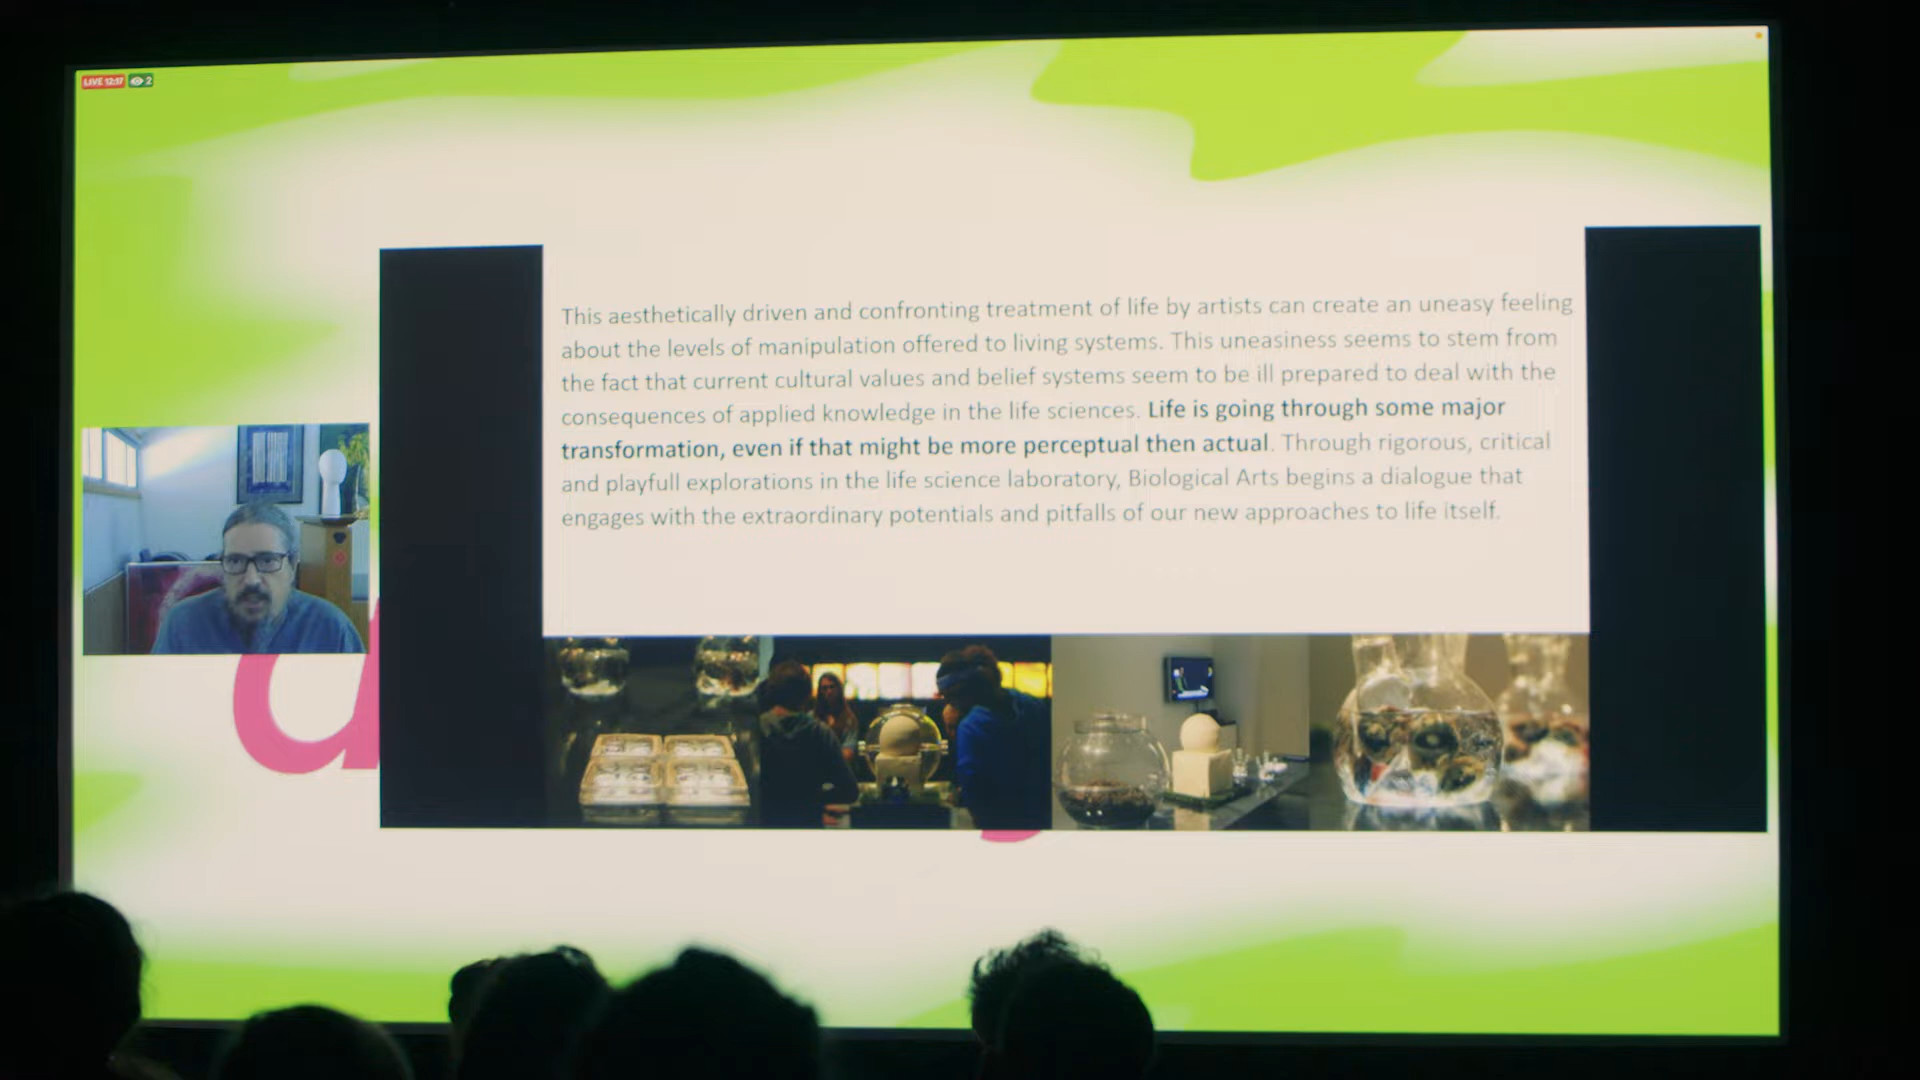 LIVE 12:17 2
This aesthetically driven and confronting treatment of life by artists can create an uneasy feeling
about the levels of manipulation offered to living systems. This uneasiness seems to stem from
the fact that current cultural values and belief systems seem to be ill prepared to deal with the
consequences of applied knowledge in the life sciences. Life is going through some major
transformation, even if that might be more perceptual then actual. Through rigorous, critical
and playfull explorations in the life science laboratory, Biological Arts begins a dialogue that
engages with the extraordinary potentials and pitfalls of our new approaches to life itself.